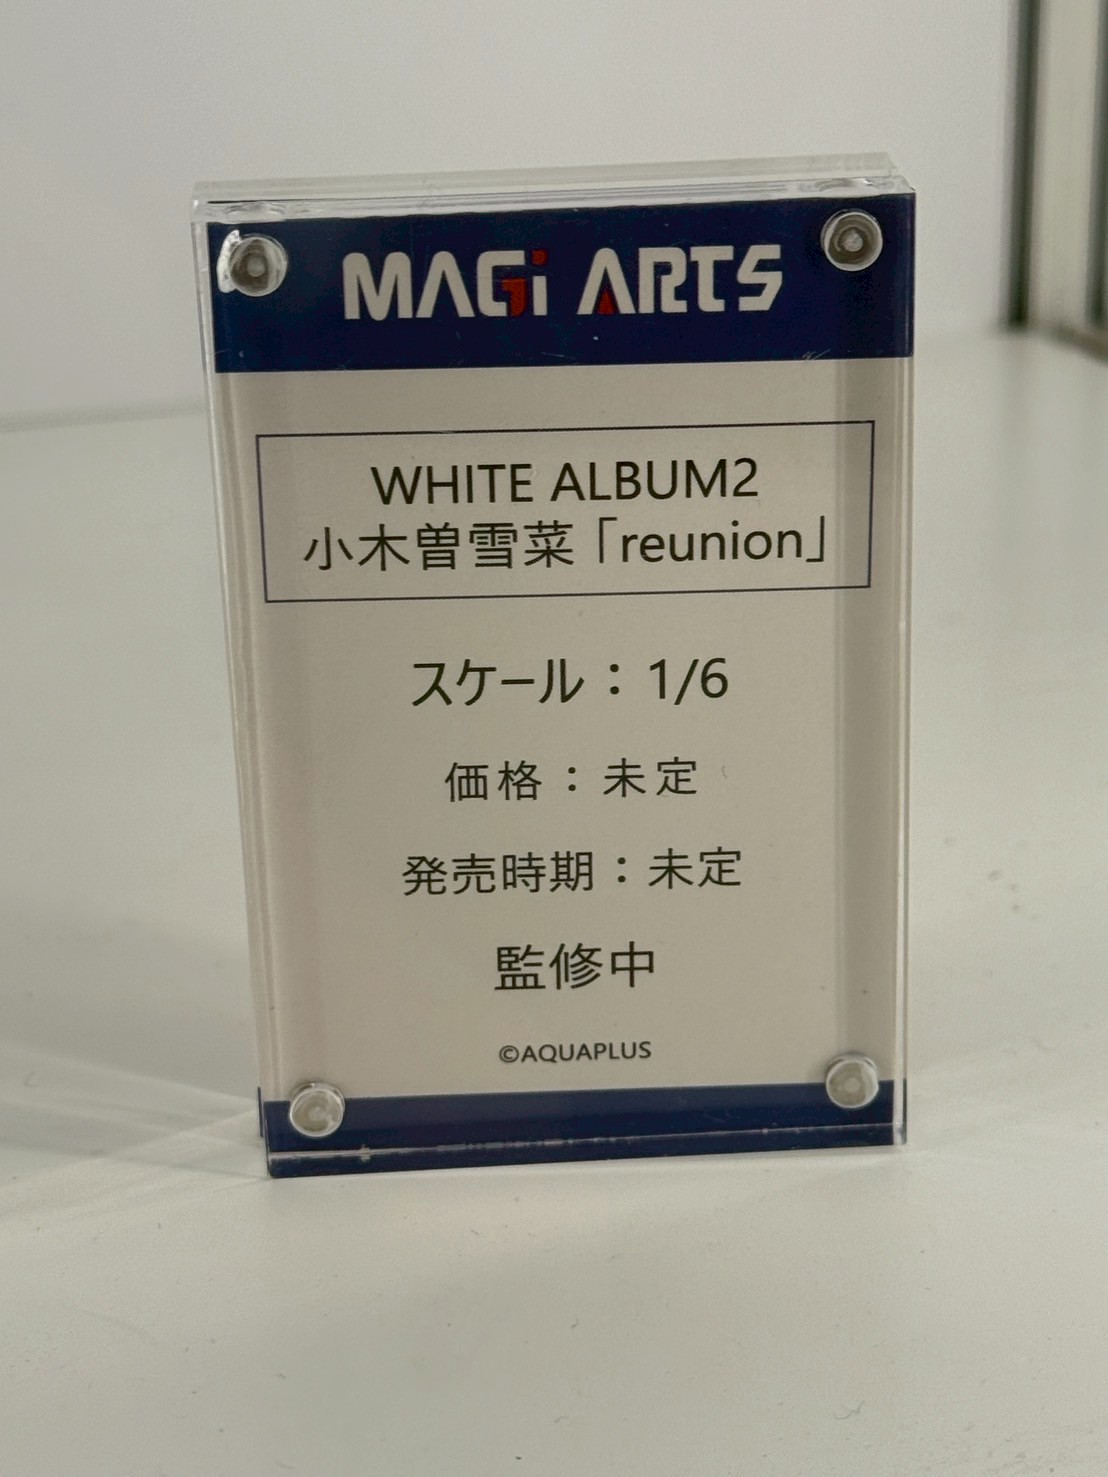 MAGi ARTS
WHITE ALBUM2
小木曽雪菜「reunion」
スケール：1/6
価格：未定
発売時期：未定
監修中
©AQUAPLUS